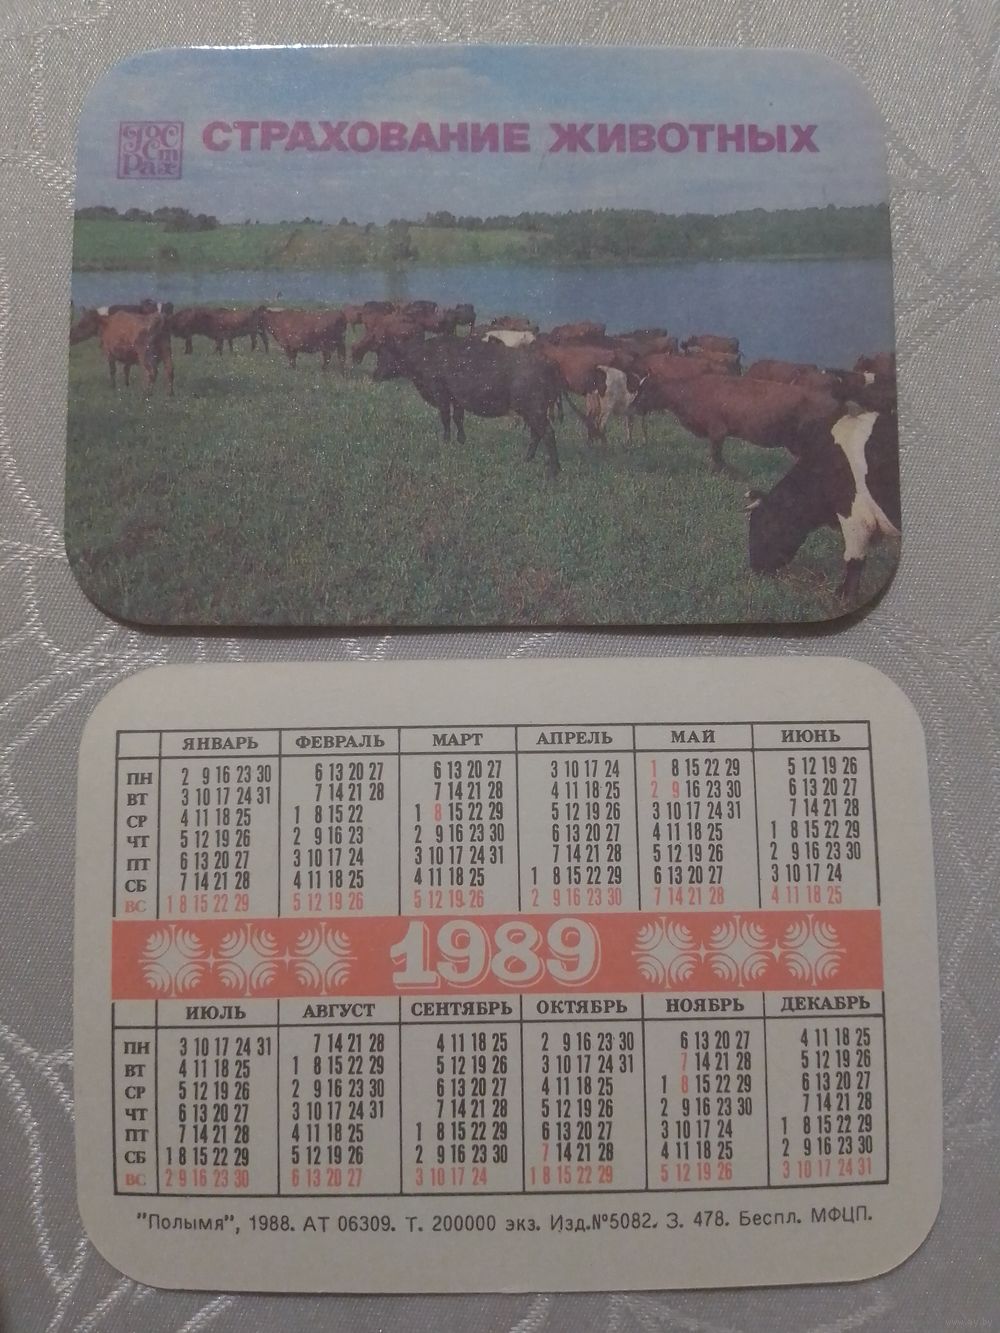 Гос
Ст
Рах
СТРАХОВАНИЕ ЖИВОТНЫХ
ЯНВАРЬ ФЕВРАЛЬ МАРТ АПРЕЛЬ МАЙ ИЮНЬ
ПН 2 9 16 23 30 6 13 20 27 6 13 20 27 3 10 17 24 1 8 15 22 29 5 12 19 26
ВТ 3 10 17 24 31 7 14 21 28 7 14 21 28 4 11 18 25 2 9 16 23 30 6 13 20 27
СР 4 11 18 25 1 8 15 22 1 8 15 22 29 5 12 19 26 3 10 17 24 31 7 14 21 28
ЧТ 5 12 19 26 2 9 16 23 2 9 16 23 30 6 13 20 27 4 11 18 25 1 8 15 22 29
ПТ 6 13 20 27 3 10 17 24 3 10 17 24 31 7 14 21 28 5 12 19 26 2 9 16 23 30
СБ 7 14 21 28 4 11 18 25 4 11 18 25 1 8 15 22 29 6 13 20 27 3 10 17 24
ВС 1 8 15 22 29 5 12 19 26 5 12 19 26 2 9 16 23 30 7 14 21 28 4 11 18 25
1989
ИЮЛЬ АВГУСТ СЕНТЯБРЬ ОКТЯБРЬ НОЯБРЬ ДЕКАБРЬ
ПН 3 10 17 24 31 7 14 21 28 4 11 18 25 2 9 16 23 30 6 13 20 27 4 11 18 25
ВТ 4 11 18 25 1 8 15 22 29 5 12 19 26 3 10 17 24 31 7 14 21 28 5 12 19 26
СР 5 12 19 26 2 9 16 23 30 6 13 20 27 4 11 18 25 1 8 15 22 29 6 13 20 27
ЧТ 6 13 20 27 3 10 17 24 31 7 14 21 28 5 12 19 26 2 9 16 23 30 7 14 21 28
ПТ 7 14 21 28 4 11 18 25 1 8 15 22 29 6 13 20 27 3 10 17 24 1 8 15 22 29
СБ 1 8 15 22 29 5 12 19 26 2 9 16 23 30 7 14 21 28 4 11 18 25 2 9 16 23 30
ВС 2 9 16 23 30 6 13 20 27 3 10 17 24 1 8 15 22 29 5 12 19 26 3 10 17 24 31
"Полымя", 1988. АТ 06309. Т. 200000 экз. Изд.№5082. З. 478. Беспл. МФЦП.
www.ay.by